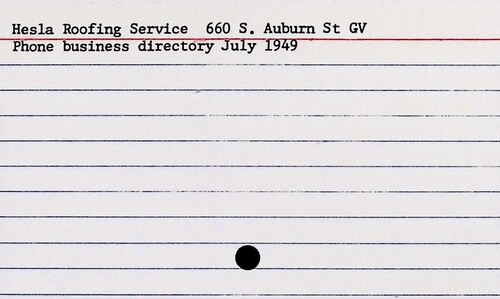 Hesla Roofing Service  660 S. Auburn St GV
Phone business directory July 1949